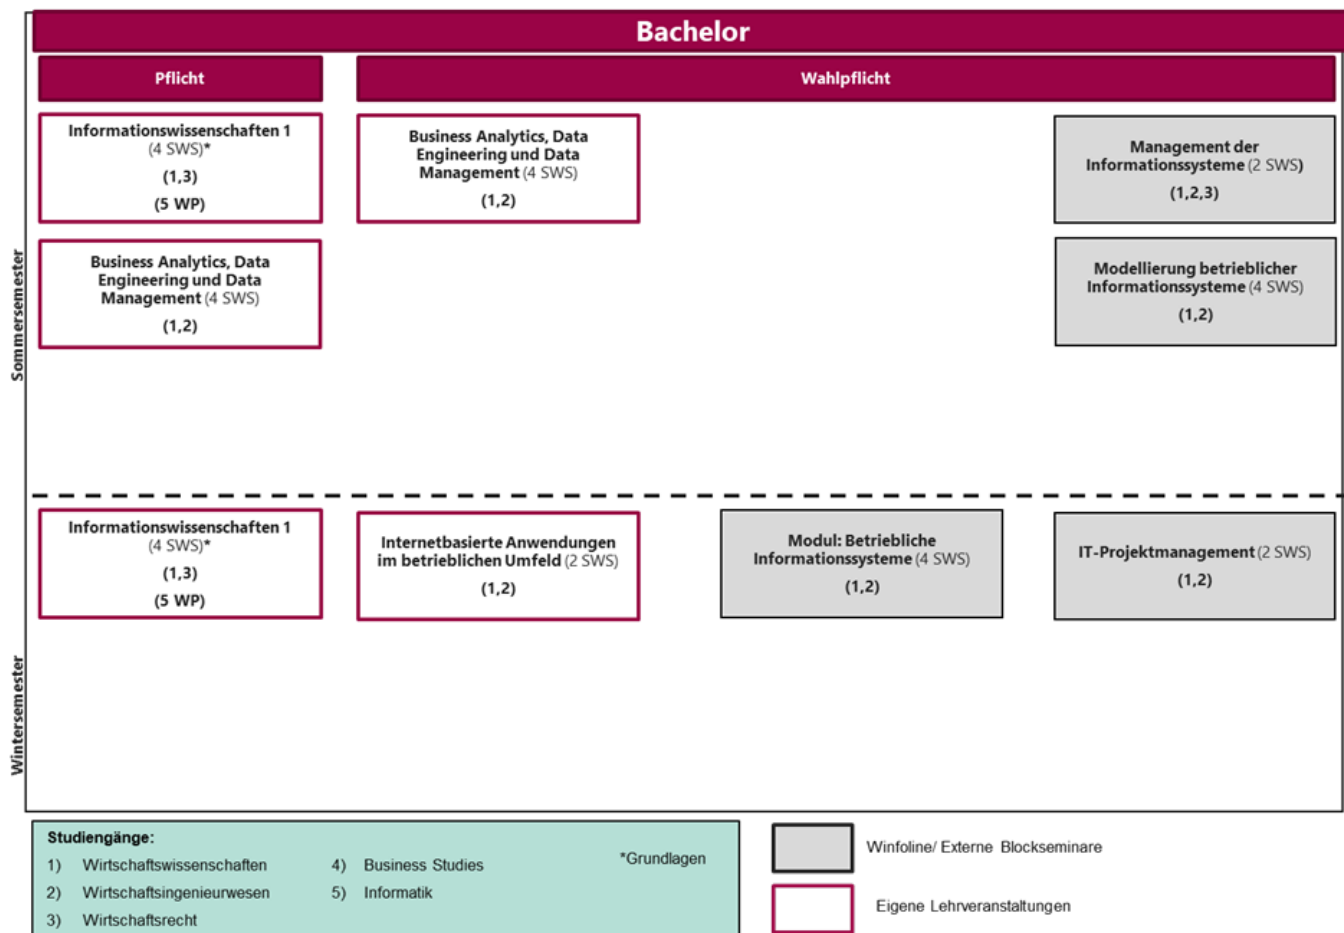 Bachelor
Pflicht
Wahlpflicht
Sommersemester
Informationswissenschaften 1
(4 SWS)*
(1,3)
(5 WP)
Business Analytics, Data
Engineering und Data
Management (4 SWS)
(1,2)
Management der
Informationssysteme (2 SWS)
(1,2,3)
Business Analytics, Data
Engineering und Data
Management (4 SWS)
(1,2)
Modellierung betrieblicher
Informationssysteme (4 SWS)
(1,2)
Wintersemester
Informationswissenschaften 1
(4 SWS)*
(1,3)
(5 WP)
Internetbasierte Anwendungen
im betrieblichen Umfeld (2 SWS)
(1,2)
Modul: Betriebliche
Informationssysteme (4 SWS)
(1,2)
IT-Projektmanagement (2 SWS)
(1,2)
Studiengänge:
1) Wirtschaftswissenschaften
2) Wirtschaftsingenieurwesen
3) Wirtschaftsrecht
4) Business Studies
5) Informatik
*Grundlagen
Winfoline/ Externe Blockseminare
Eigene Lehrveranstaltungen